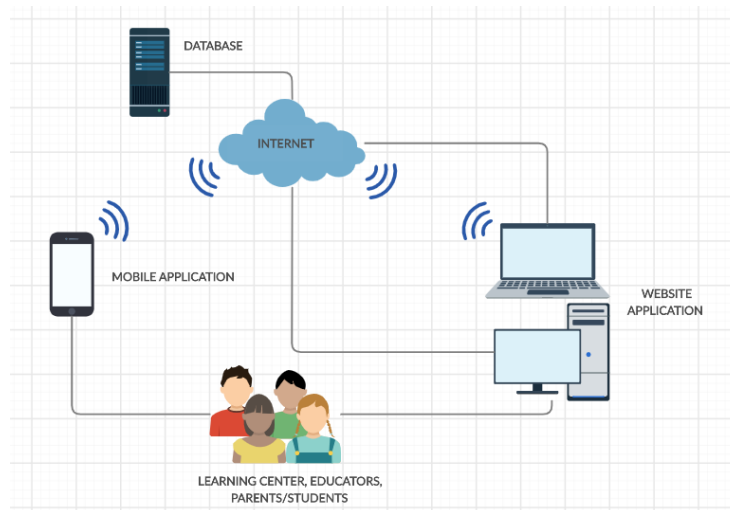 DATABASE
INTERNET
MOBILE APPLICATION
WEBSITE
APPLICATION
LEARNING CENTER, EDUCATORS,
PARENTS/STUDENTS